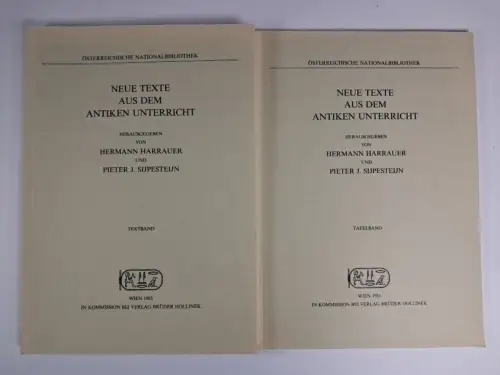 ÖSTERREICHISCHE NATIONALBIBLIOTHEK
NEUE TEXTE
AUS DEM
ANTIKEN UNTERRICHT
HERAUSGEGEBEN
VON
HERMANN HARRAUER
UND
PIETER J. SIJPESTEIJN
TEXTBAND
WIEN 1985
IN KOMMISSION BEI VERLAG BRÜDER HOLLINEK
ÖSTERREICHISCHE NATIONALBIBLIOTHEK
NEUE TEXTE
AUS DEM
ANTIKEN UNTERRICHT
HERAUSGEGEBEN
VON
HERMANN HARRAUER
UND
PIETER J. SIJPESTEIJN
TAFELBAND
WIEN 1985
IN KOMMISSION BEI VERLAG BRÜDER HOLLINEK